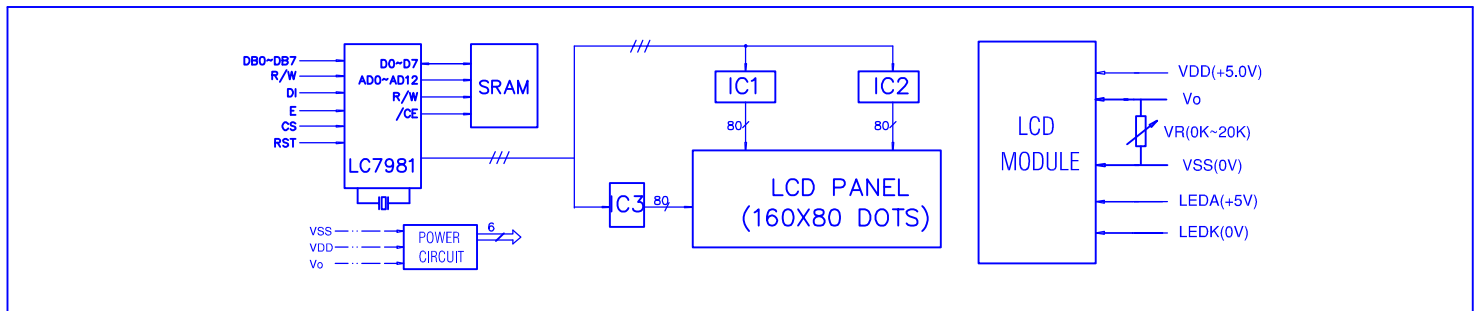 DB0~DB7
R/W
DI
E
CS
RST
D0~D7
AD0~AD12
R/W
/CE
LC7981
SRAM
IC1
IC2
80
80
IC3
80
LCD PANEL
(160X80 DOTS)
VSS
VDD
Vo
POWER
CIRCUIT
6
LCD
MODULE
VDD(+5.0V)
Vo
VR(0K~20K)
VSS(0V)
LEDA(+5V)
LEDK(0V)